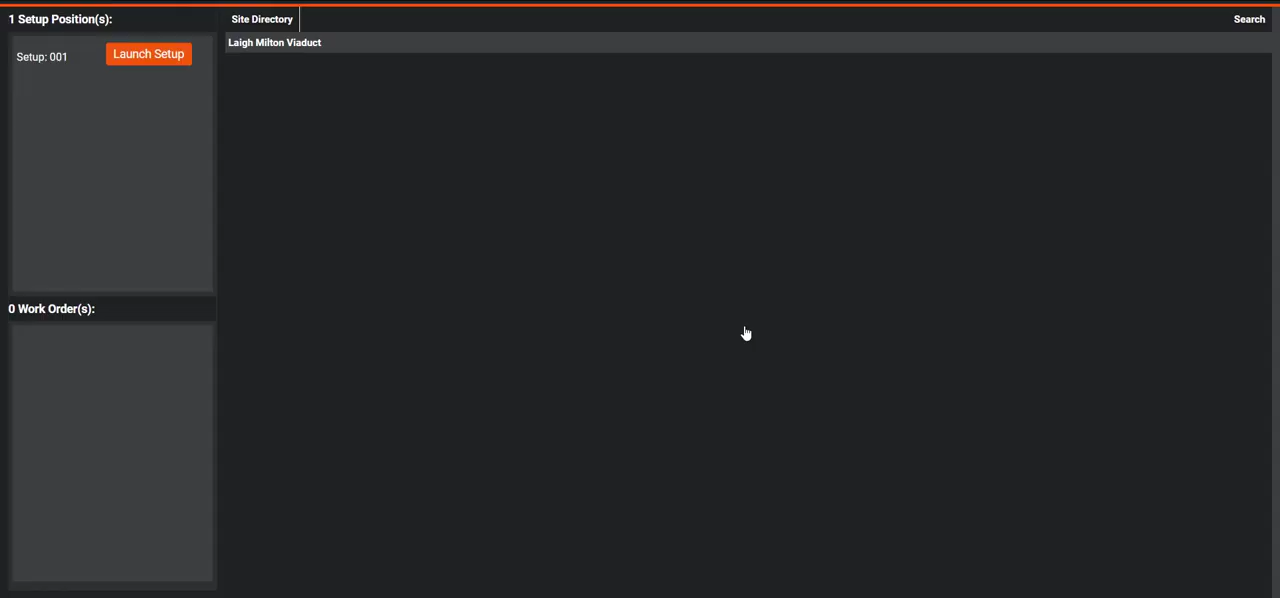 1 Setup Position(s):
Setup: 001
Launch Setup
0 Work Order(s):
Site Directory
Search
Laigh Milton Viaduct